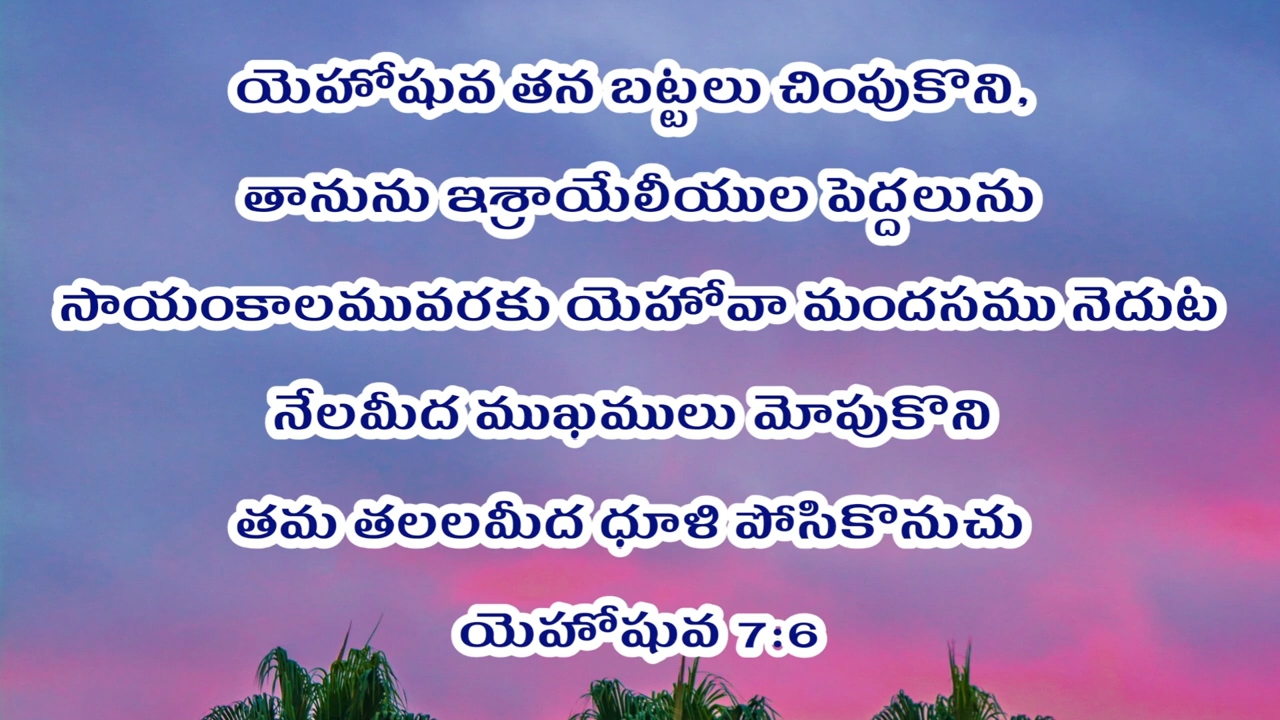 యెహోషువ తన బట్టలు చింపుకొని,
తానును ఇశ్రాయేలీయుల పెద్దలును
సాయంకాలమువరకు యెహోవా మందసము నెదుట
నేలమీద ముఖములు మోపుకొని
తమ తలలమీద ధూళి పోసికొనుచు
యెహోషువ 7:6